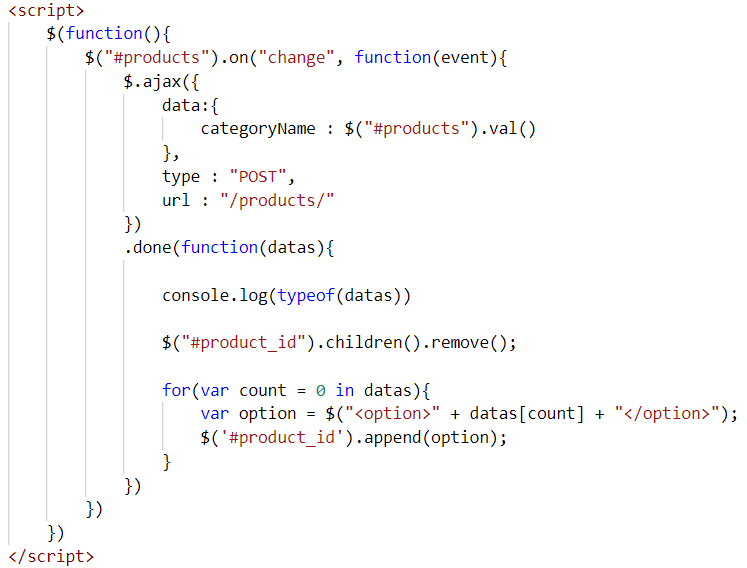 <script>
$(function(){
$("#products").on("change", function(event){
$.ajax({
data:{
categoryName : $("#products").val()
},
type : "POST",
url : "/products/"
})
.done(function(datas){
console.log(typeof(datas))
$("#product_id").children().remove();
for(var count = 0 in datas){
var option = $("<option>" + datas[count] + "</option>");
$('#product_id').append(option);
}
})
})
})
</script>